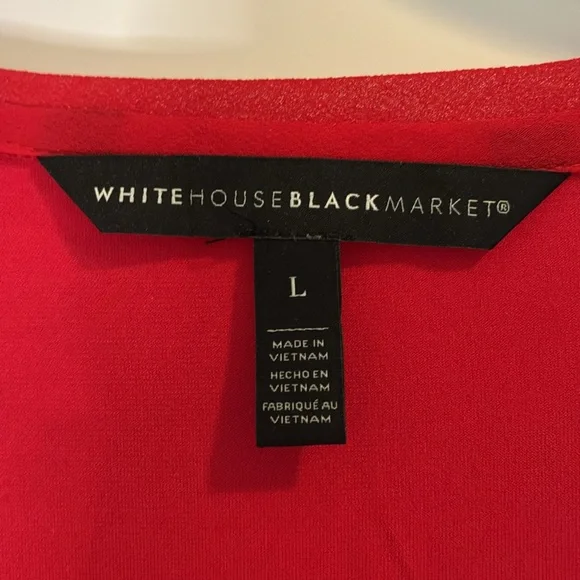 WHITEHOUSEBLACKMARKET®
L
MADE IN
VIETNAM
HECHO EN
VIETNAM
FABRIQUÉ AU
VIETNAM